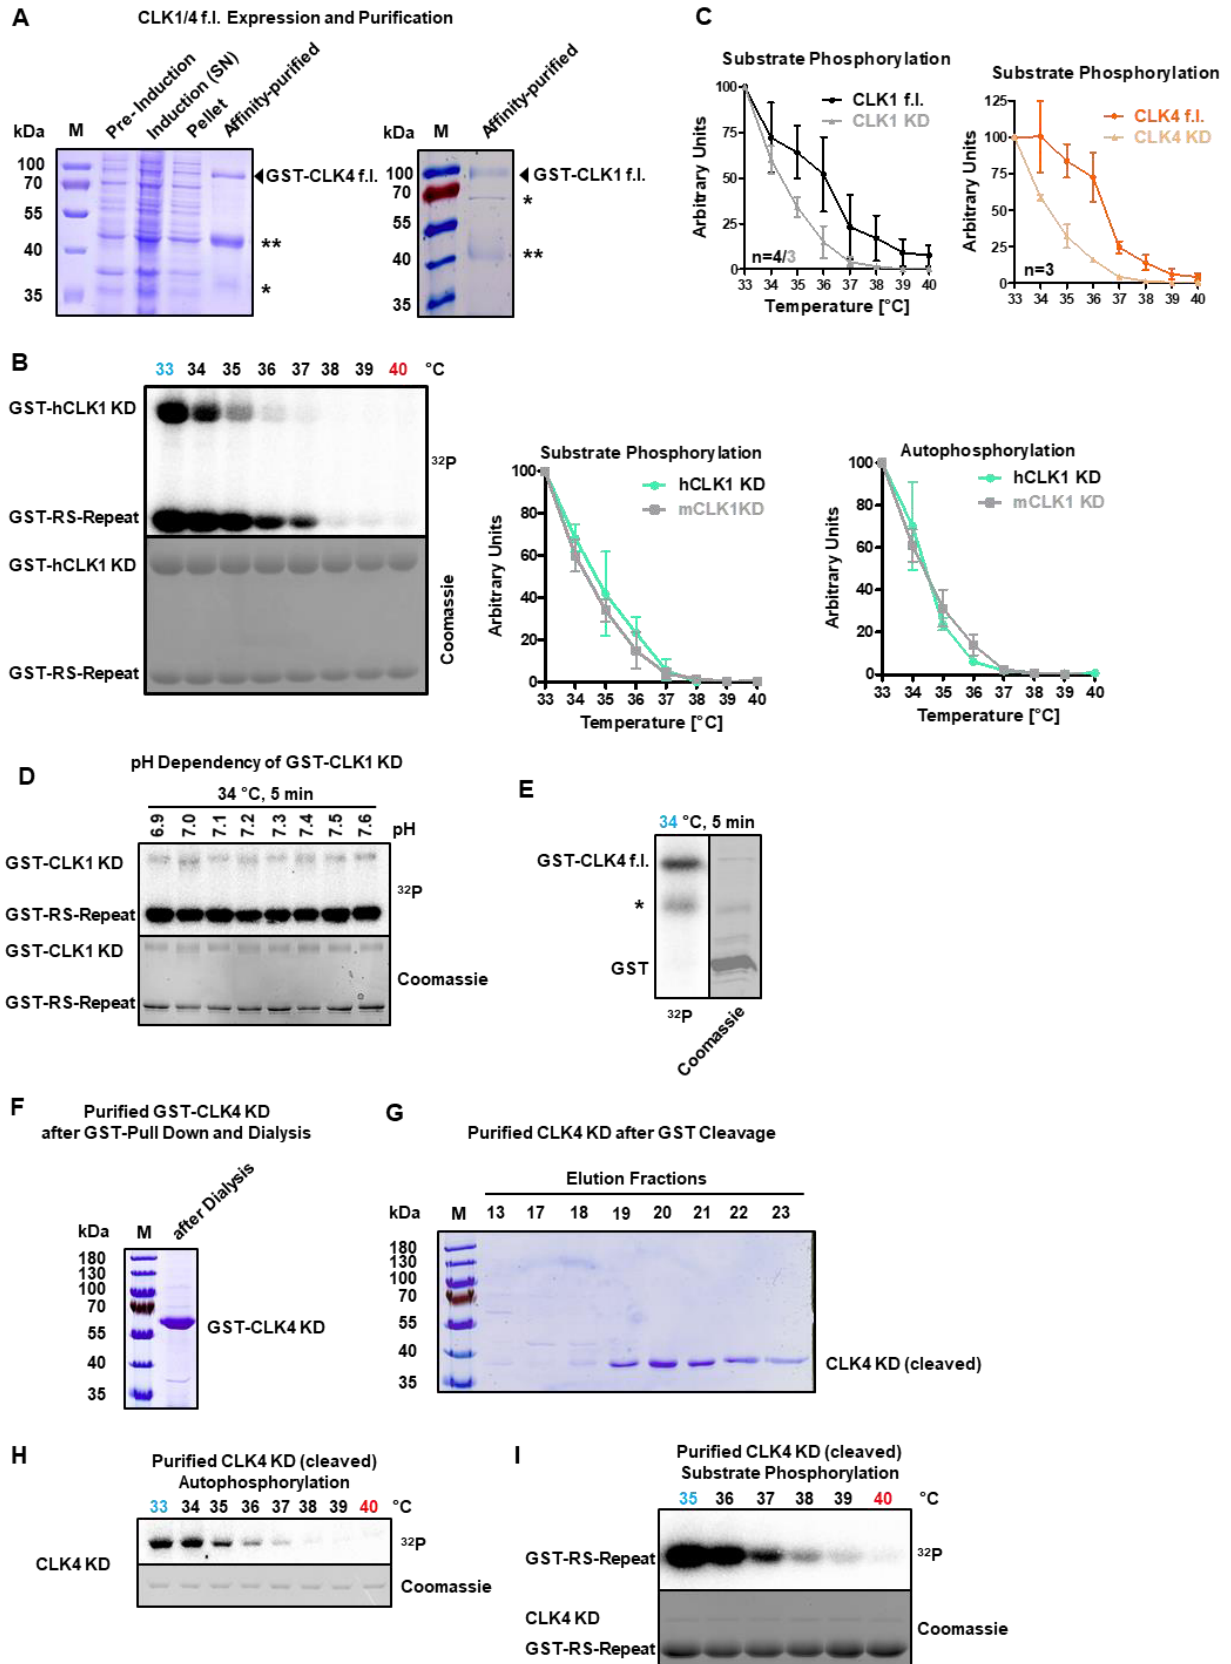 A
CLK1/4 f.l. Expression and Purification
kDa
M
Pre- Induction
Induction (SN)
Pellet
Affinity-purified
100
70
55
40
35
GST-CLK4 f.l.
**
*
kDa
M
Affinity-purified
100
70
55
40
35
GST-CLK1 f.l.
*
**
C
Substrate Phosphorylation
CLK1 f.l.
CLK1 KD
Arbitrary Units
100
75
50
25
0
n=4/3
33 34 35 36 37 38 39 40
Temperature [°C]
Substrate Phosphorylation
CLK4 f.l.
CLK4 KD
Arbitrary Units
125
100
75
50
25
0
n=3
33 34 35 36 37 38 39 40
B
33 34 35 36 37 38 39 40 °C
GST-hCLK1 KD
32P
GST-RS-Repeat
GST-hCLK1 KD
Coomassie
GST-RS-Repeat
Substrate Phosphorylation
hCLK1 KD
mCLK1KD
Arbitrary Units
100
80
60
40
20
0
33 34 35 36 37 38 39 40
Temperature [°C]
Autophosphorylation
hCLK1 KD
mCLK1 KD
Arbitrary Units
100
80
60
40
20
0
33 34 35 36 37 38 39 40
Temperature [°C]
D
pH Dependency of GST-CLK1 KD
34 °C, 5 min
6.9 7.0 7.1 7.2 7.3 7.4 7.5 7.6 pH
GST-CLK1 KD
32P
GST-RS-Repeat
GST-CLK1 KD
Coomassie
GST-RS-Repeat
E
34 °C, 5 min
GST-CLK4 f.l.
*
GST
32P
Coomassie
F
Purified GST-CLK4 KD
after GST-Pull Down and Dialysis
kDa
M
after Dialysis
180
130
100
70
55
40
35
GST-CLK4 KD
G
Purified CLK4 KD after GST Cleavage
Elution Fractions
kDa M 13 17 18 19 20 21 22 23
180
130
100
70
55
40
35
CLK4 KD (cleaved)
H
Purified CLK4 KD (cleaved)
Autophosphorylation
33 34 35 36 37 38 39 40 °C
32P
CLK4 KD
Coomassie
I
Purified CLK4 KD (cleaved)
Substrate Phosphorylation
35 36 37 38 39 40 °C
GST-RS-Repeat
32P
CLK4 KD
Coomassie
GST-RS-Repeat